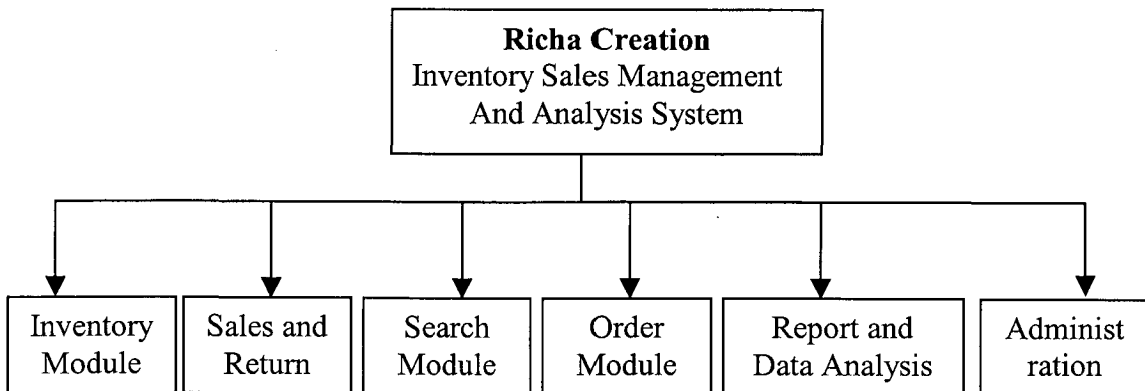 Richa Creation
Inventory Sales Management
And Analysis System
Inventory
Module
Sales and
Return
Search
Module
Order
Module
Report and
Data Analysis
Administ
ration